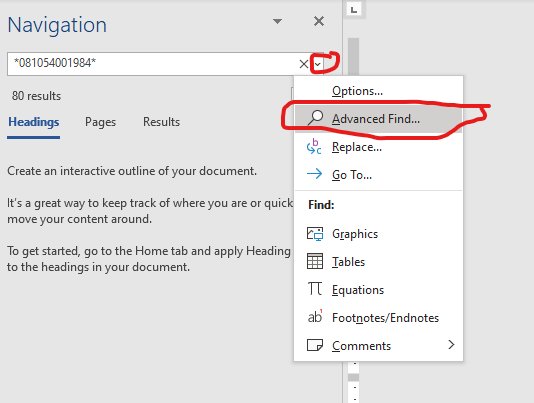 Navigation
*081054001984*
80 results
Headings Pages Results
Create an interactive outline of your document.
It's a great way to keep track of where you are or quick
move your content around.
To get started, go to the Home tab and apply Heading
to the headings in your document.
Options...
Advanced Find...
Replace...
Go To...
Find:
Graphics
Tables
Equations
Footnotes/Endnotes
Comments